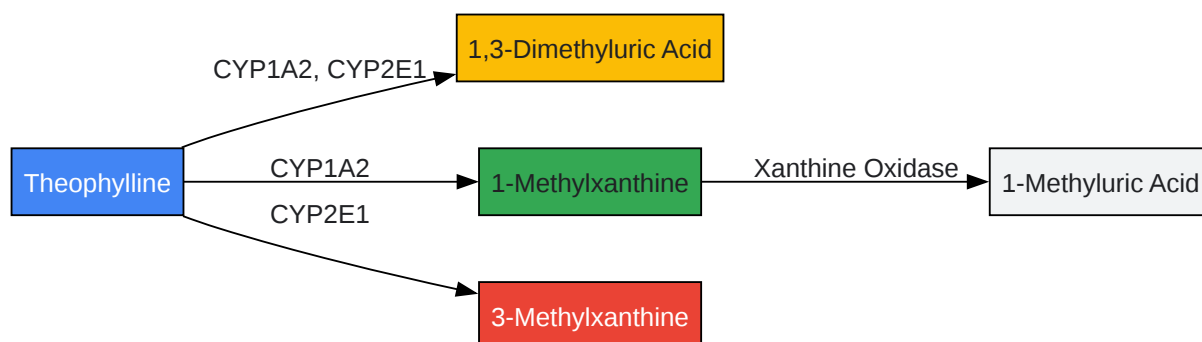 1,3-Dimethyluric Acid
CYP1A2, CYP2E1
Theophylline
CYP1A2
1-Methylxanthine
Xanthine Oxidase
1-Methyluric Acid
CYP2E1
3-Methylxanthine